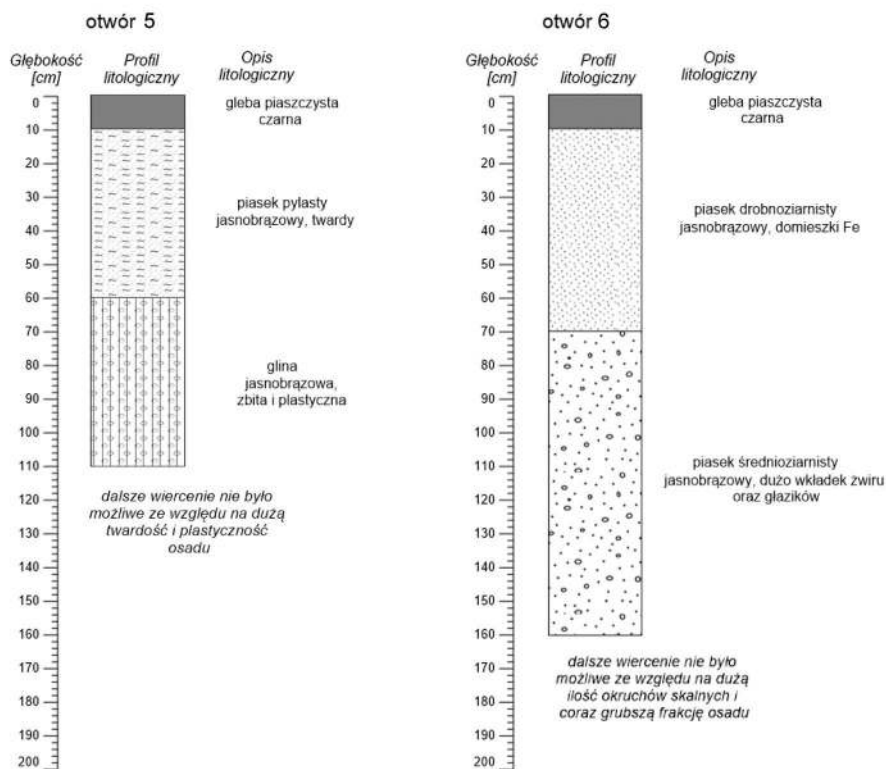 otwór 5
Głębokość
[cm]
Profil
litologiczny
Opis
litologiczny
0
10
20
30
40
50
60
70
80
90
100
110
120
130
140
150
160
170
180
190
200
gleba piaszczysta
czarna
piasek pylasty
jasnobrązowy, twardy
glina
jasnobrązowa,
zbita i plastyczna
dalsze wiercenie nie było
możliwe ze względu na dużą
twardość i plastyczność
osadu
otwór 6
Głębokość
[cm]
Profil
litologiczny
Opis
litologiczny
0
10
20
30
40
50
60
70
80
90
100
110
120
130
140
150
160
170
180
190
200
gleba piaszczysta
czarna
piasek drobnoziarnisty
jasnobrązowy, domieszki Fe
piasek średnioziarnisty
jasnobrązowy, dużo wkładek żwiru
oraz głazików
dalsze wiercenie nie było
możliwe ze względu na dużą
ilość okruchów skalnych i
coraz grubszą frakcję osadu